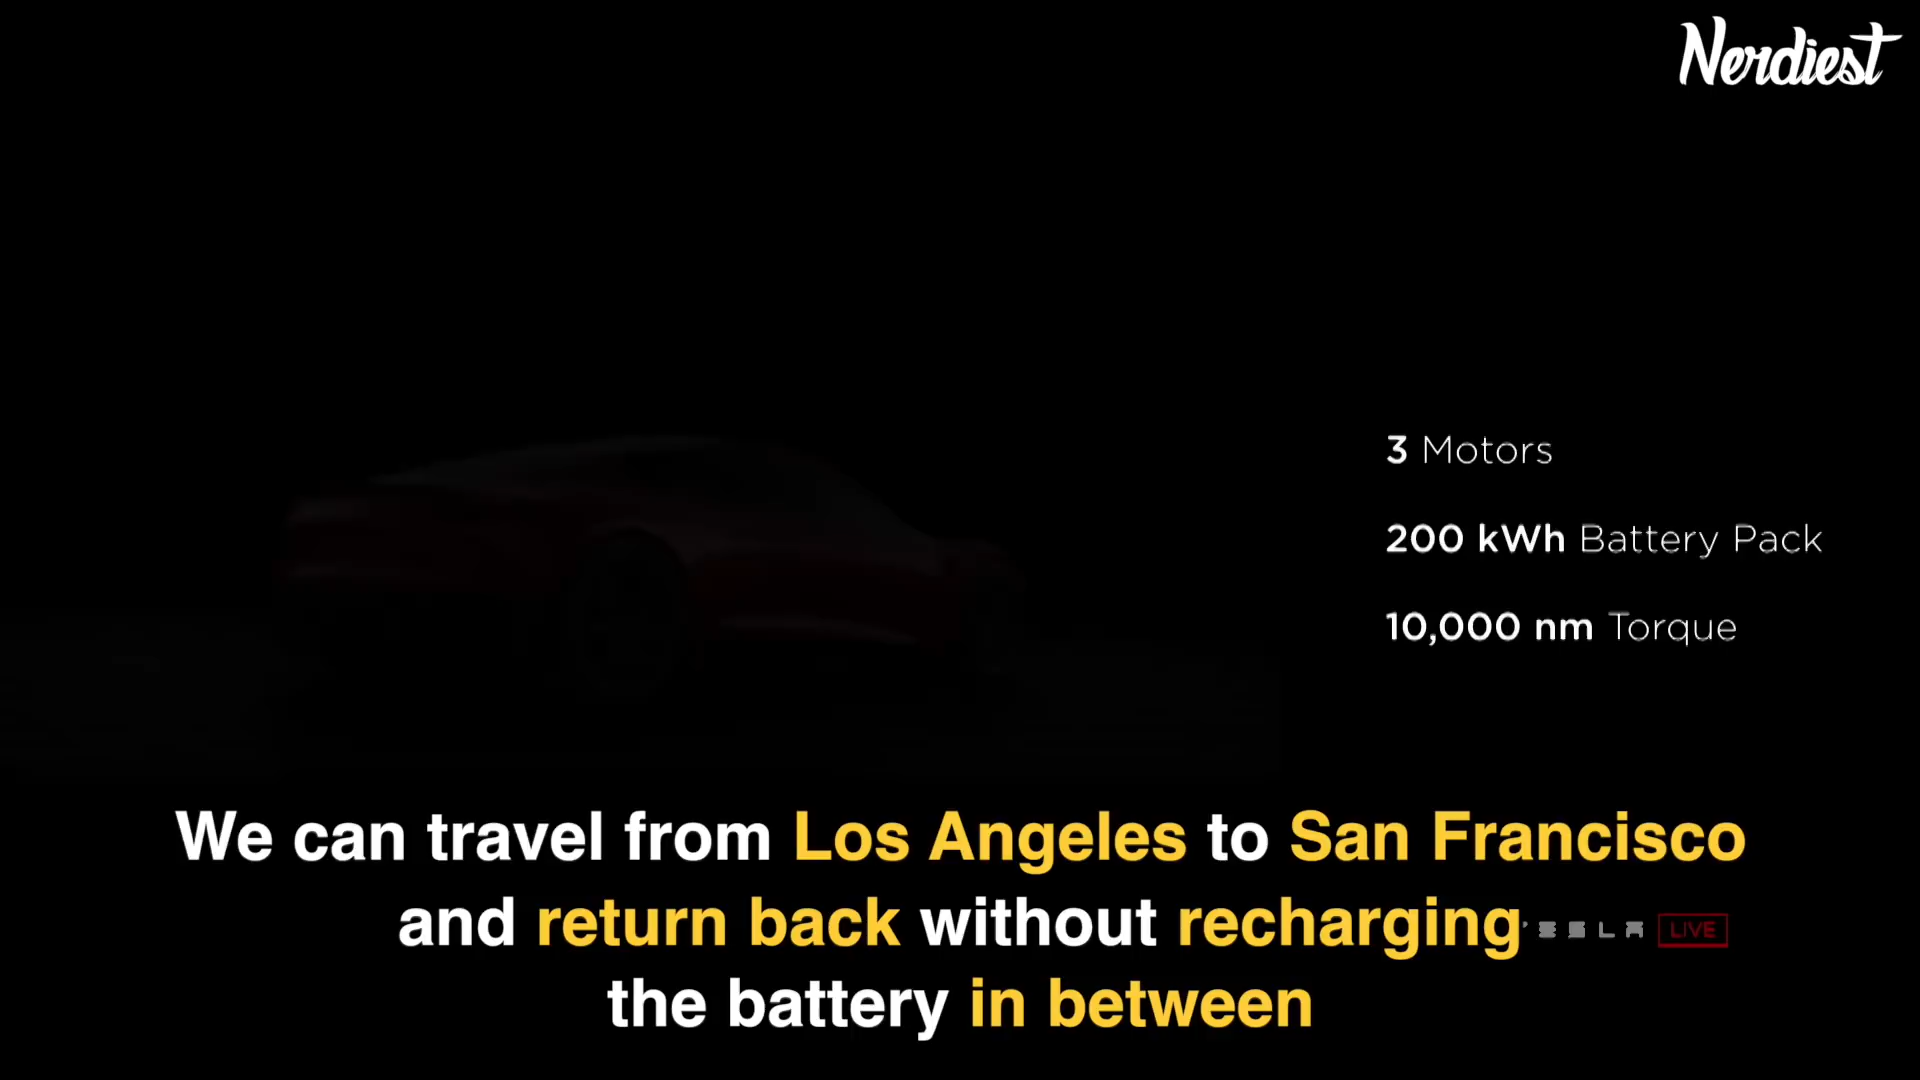 Nerdiest
3 Motors
200 kWh Battery Pack
10,000 nm Torque
We can travel from Los Angeles to San Francisco
and return back without recharging
TESLA LIVE
the battery in between